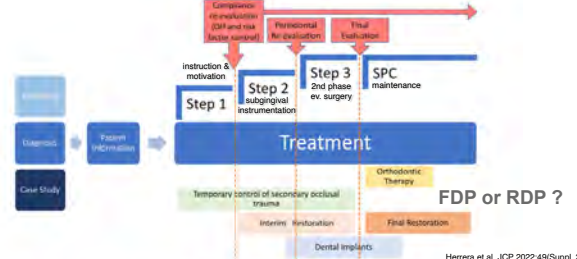 Compliance
re-evaluation
(OH and risk
factor control)
Periodontal
Re-evaluation
Final
Evaluation
instruction &
motivation
Step 1
Step 2
subgingival
instrumentation
Step 3
2nd phase
ev. surgery
SPC
maintenance
Diagnosis
Patient
Information
Treatment
Case Study
Orthodontic
Therapy
Temporary control of secondary occlusal
trauma
FDP or RDP ?
Interim Restoration
Final Restoration
Dental Implants
Herrera et al. JCP 2022;49(Suppl.